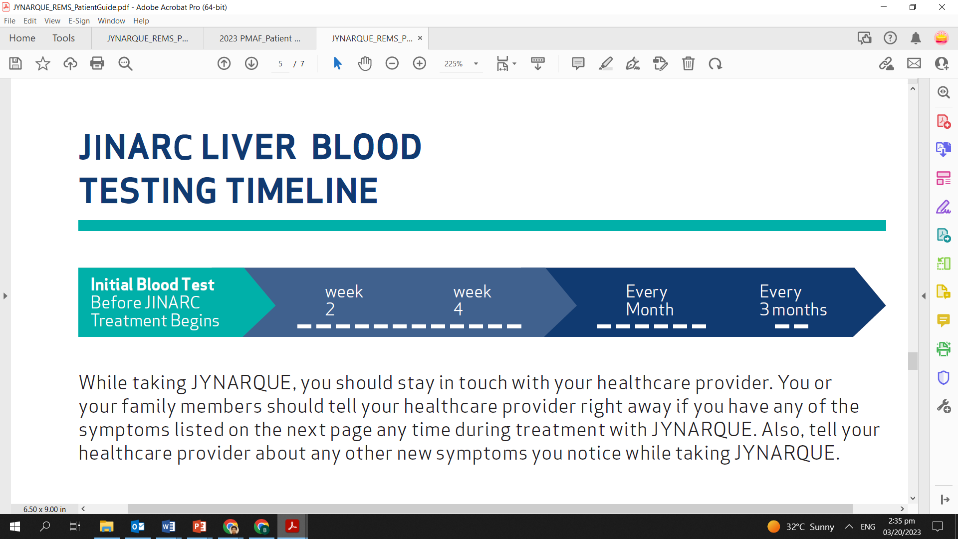 JYNARQUE_REMS_PatientGuide.pdf - Adobe Acrobat Pro (64-bit)
File Edit View E-Sign Window Help
Home Tools JYNARQUE_REMS_P... 2023 PMAF_Patient ... JYNARQUE_REMS_P... ×
5 / 7 225%
JINARC LIVER BLOOD
TESTING TIMELINE
Initial Blood Test
Before JINARC
Treatment Begins
week
2
week
4
Every
Month
Every
3 months
While taking JYNARQUE, you should stay in touch with your healthcare provider. You or
your family members should tell your healthcare provider right away if you have any of the
symptoms listed on the next page any time during treatment with JYNARQUE. Also, tell your
healthcare provider about any other new symptoms you notice while taking JYNARQUE.
6.50 x 9.00 in
32°C Sunny ENG
2:35 pm
03/20/2023